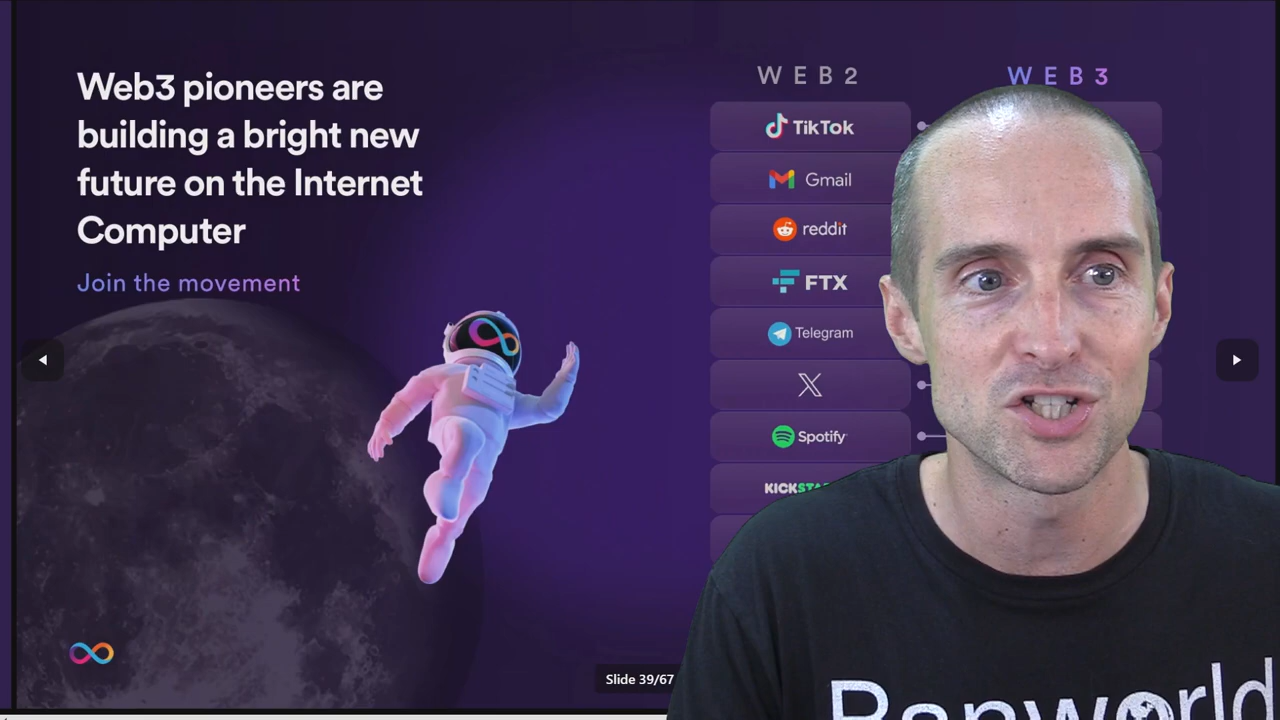 Web3 pioneers are
building a bright new
future on the Internet
Computer
Join the movement
WEB2
WEB3
TikTok
Gmail
reddit
FTX
Telegram
X
Spotify
Slide 39/67